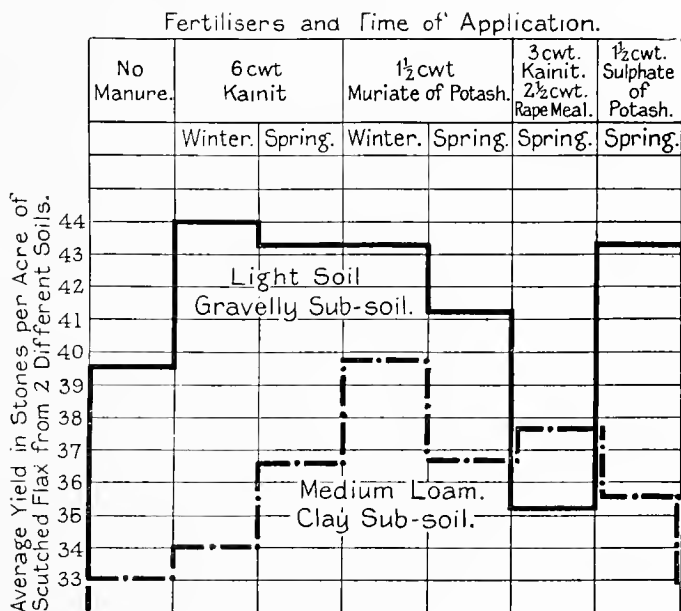 Fertilisers and Time of Application.
No
Manure.
6 cwt
Kainit
1½ cwt
Muriate of Potash.
3 cwt.
Kainit.
2½ cwt.
Rape Meal.
1½ cwt.
Sulphate
of
Potash.
Winter. Spring. Winter. Spring. Spring. Spring.
Average Yield in Stones per Acre of
Scutched Flax from 2 Different Soils.
44
43
42
41
40
39
38
37
36
35
34
33
Light Soil
Gravelly Sub-soil.
Medium Loam.
Clay Sub-soil.